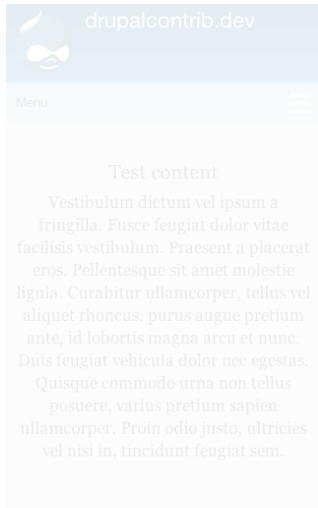 drupalcontrib.dev
Menu
Test content
Vestibulum dictum vel ipsum a
fringilla. Fusce feugiat dolor vitae
facilisis vestibulum. Praesent a placerat
eros. Pellentesque sit amet molestie
ligula. Curabitur ullamcorper, tellus vel
aliquet rhoncus, purus augue pretium
ante, id lobortis magna arcu et nunc.
Duis feugiat vehicula dolor nec egestas.
Quisque commodo urna non tellus
posuere, varius pretium sapien
ullamcorper. Proin odio justo, ultricies
vel nisi in, tincidunt feugiat sem.